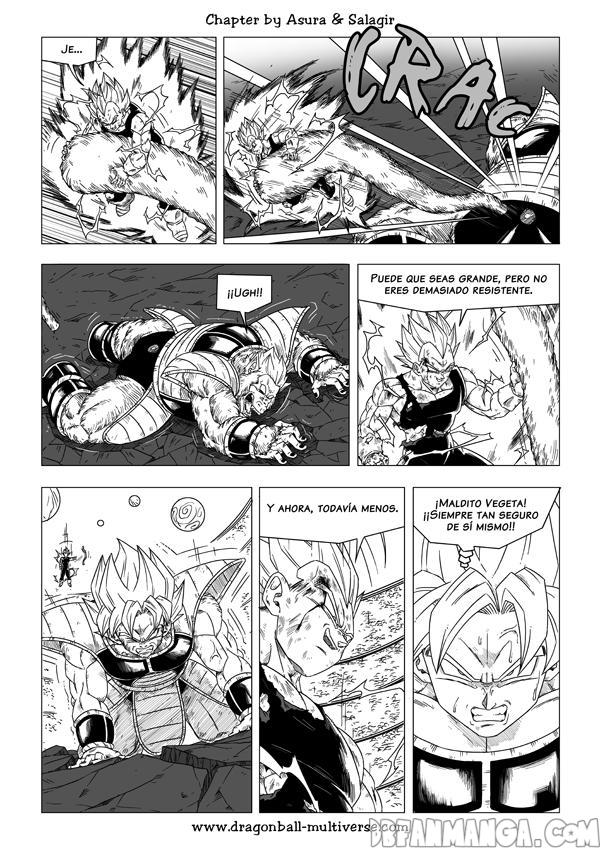 Chapter by Asura & Salagir
Je...
CRAC
¡¡Ugh!!
Puede que seas grande, pero no
eres demasiado resistente.
Y ahora, todavía menos.
¡Maldito Vegeta!
¡¡Siempre tan seguro
de sí mismo!!
www.dragonball-multiverse.com
DBFANMANGA.COM